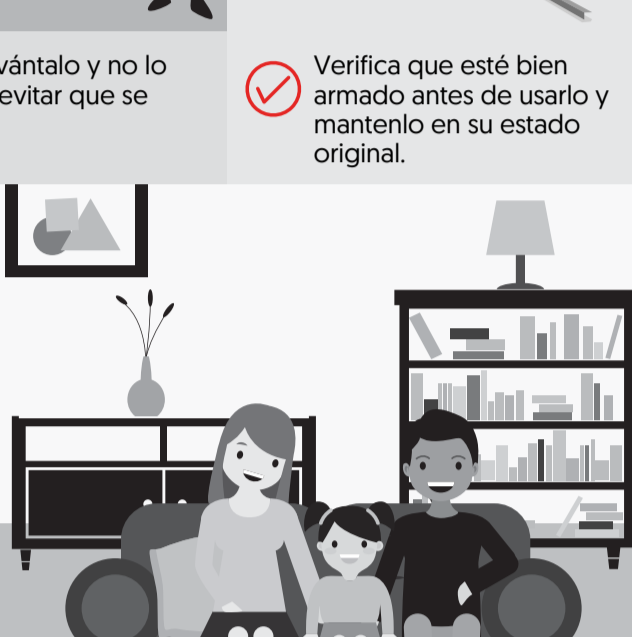 vántalo y no lo
evitar que se
Verifica que esté bien
armado antes de usarlo y
mantenlo en su estado
original.